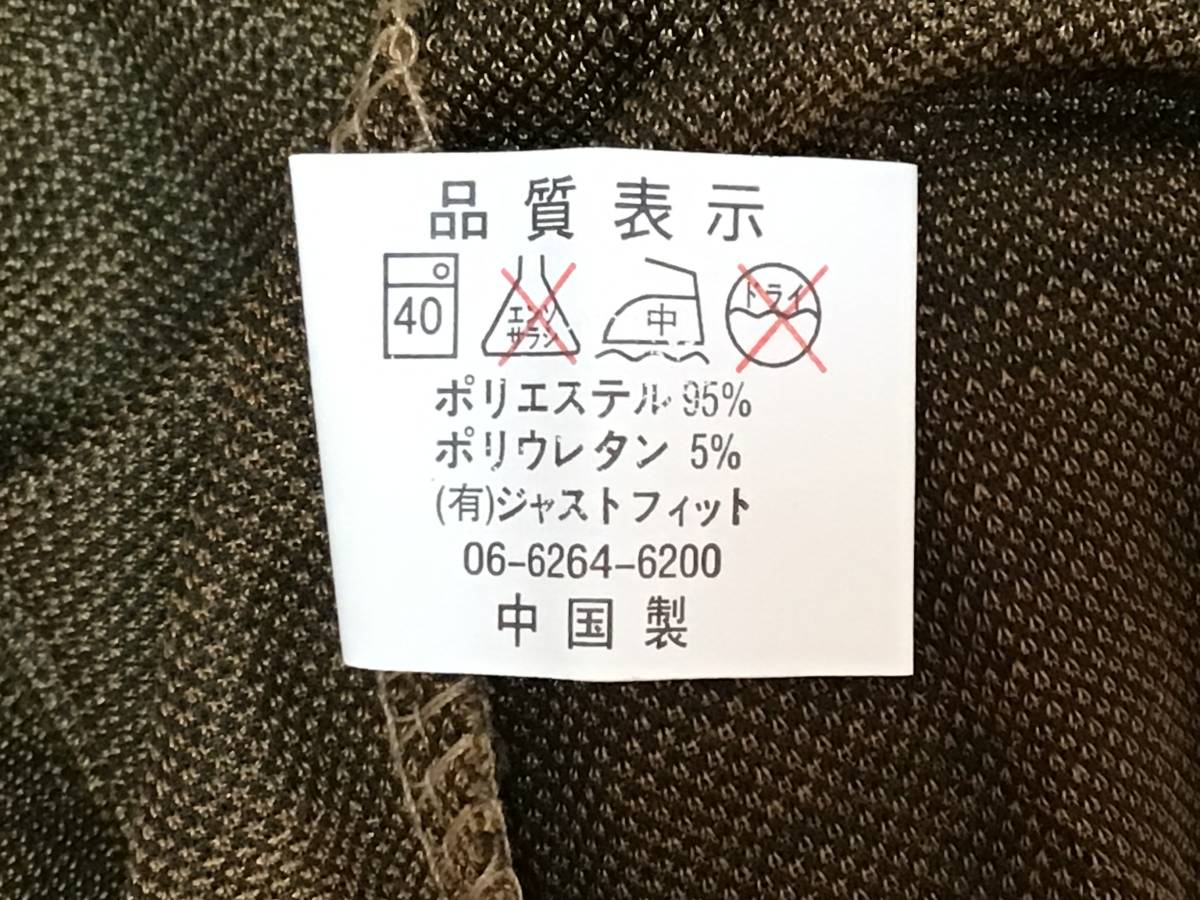 品質表示
40 エンソ サラシ 中 ドライ
ポリエステル 95%
ポリウレタン 5%
(有)ジャストフィット
06-6264-6200
中国製